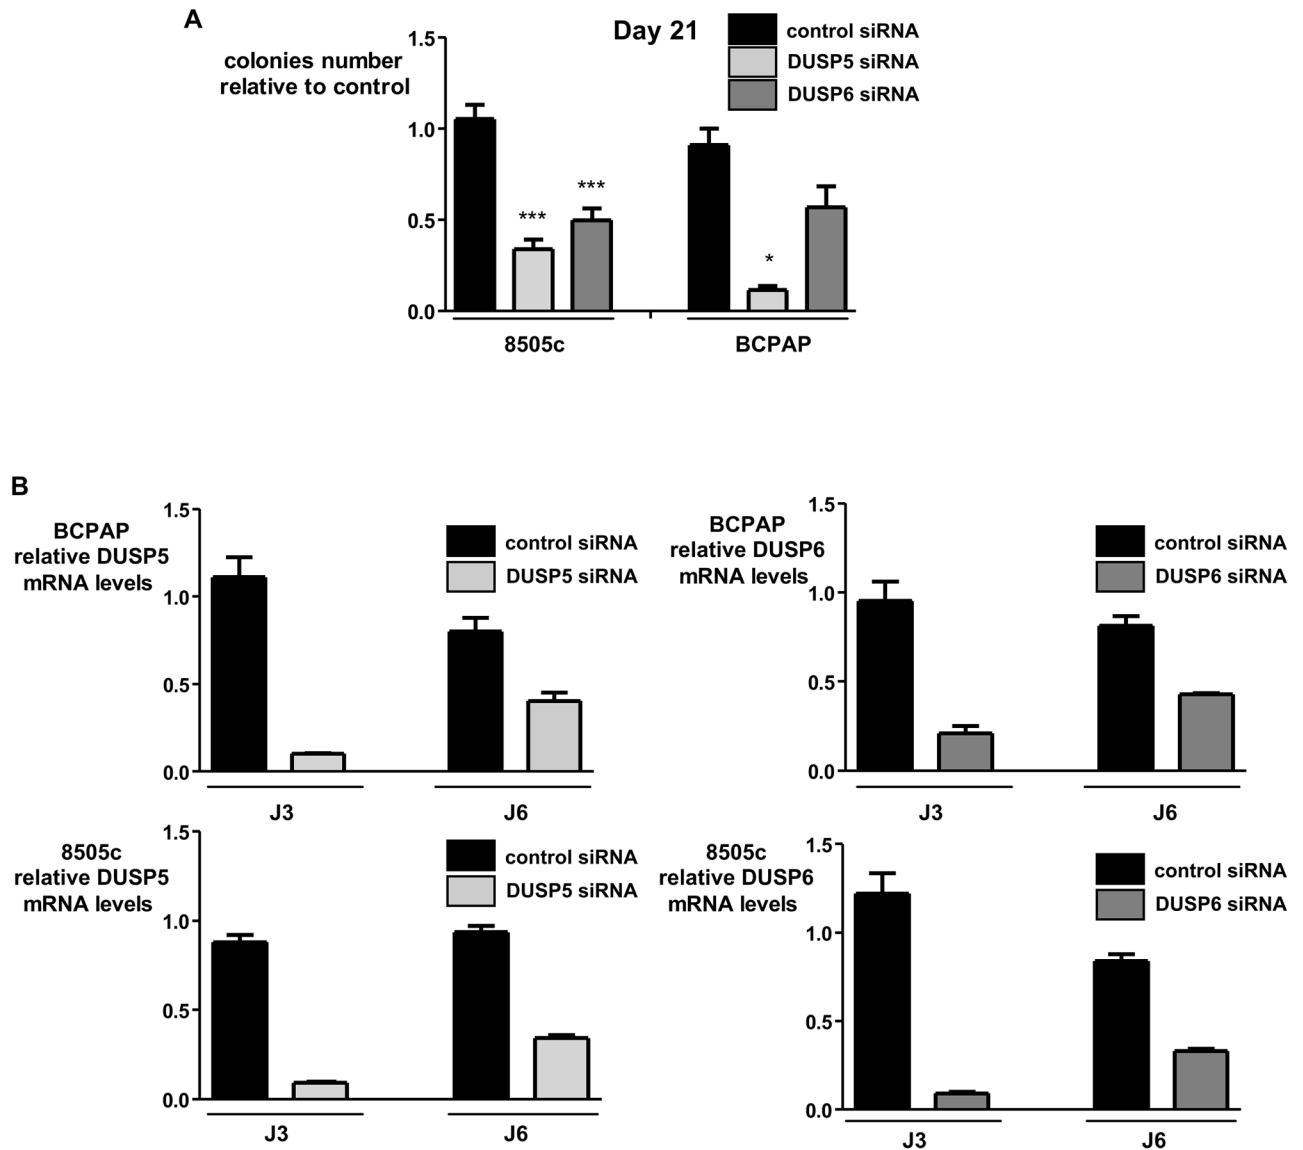 A
Day 21
control siRNA
DUSP5 siRNA
DUSP6 siRNA
colonies number
relative to control
1.5
1.0
0.5
0.0
***
***
*
8505c
BCPAP
B
BCPAP
relative DUSP5
mRNA levels
1.5
1.0
0.5
0.0
control siRNA
DUSP5 siRNA
J3
J6
BCPAP
relative DUSP6
mRNA levels
1.5
1.0
0.5
0.0
control siRNA
DUSP6 siRNA
J3
J6
8505c
relative DUSP5
mRNA levels
1.5
1.0
0.5
0.0
control siRNA
DUSP5 siRNA
J3
J6
8505c
relative DUSP6
mRNA levels
1.5
1.0
0.5
0.0
control siRNA
DUSP6 siRNA
J3
J6